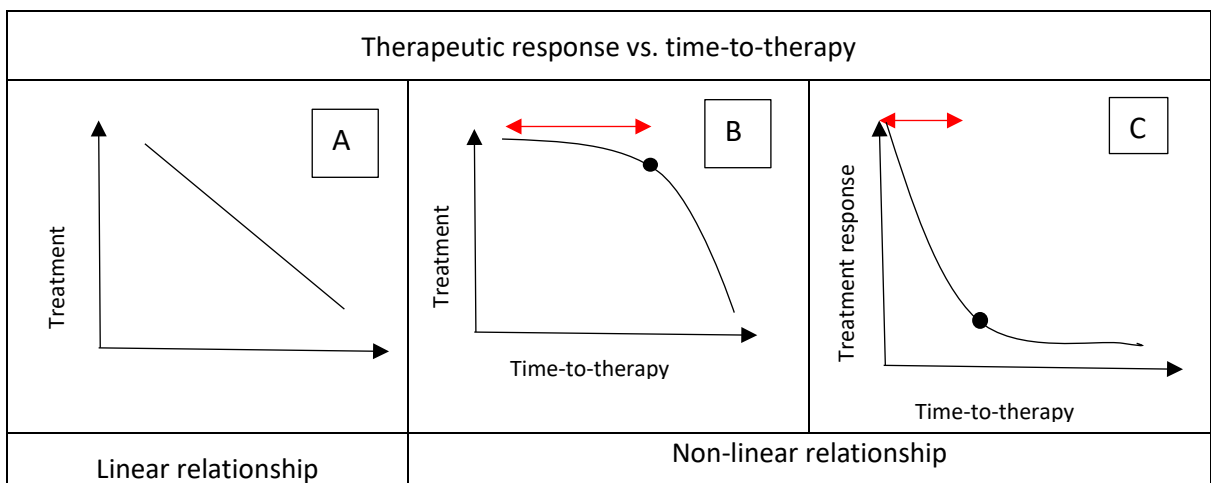 Therapeutic response vs. time-to-therapy
A
Treatment
B
Treatment
Time-to-therapy
C
Treatment response
Time-to-therapy
Linear relationship
Non-linear relationship